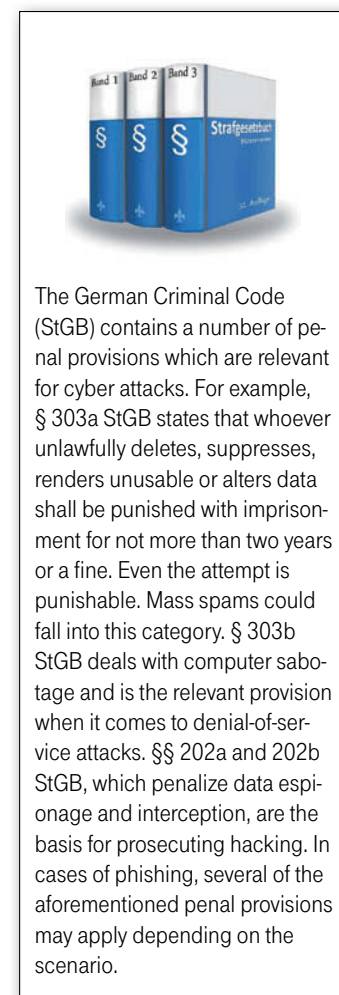 Band 1 Band 2 Band 3
§ § §
Strafgesetzbuch
The German Criminal Code
(StGB) contains a number of pe-
nal provisions which are relevant
for cyber attacks. For example,
§ 303a StGB states that whoever
unlawfully deletes, suppresses,
renders unusable or alters data
shall be punished with imprison-
ment for not more than two years
or a fine. Even the attempt is
punishable. Mass spams could
fall into this category. § 303b
StGB deals with computer sabo-
tage and is the relevant provision
when it comes to denial-of-ser-
vice attacks. §§ 202a and 202b
StGB, which penalize data espi-
onage and interception, are the
basis for prosecuting hacking. In
cases of phishing, several of the
aforementioned penal provisions
may apply depending on the
scenario.